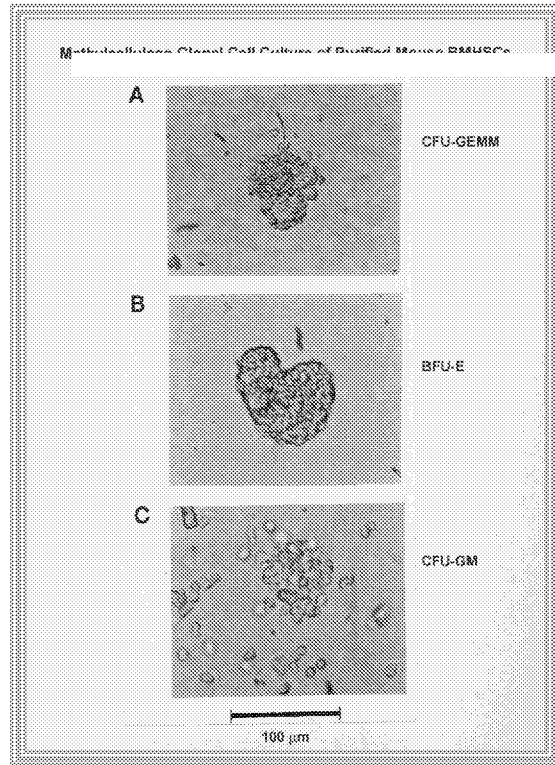 Methylcellulose Clonal Cell Culture of Purified Mouse BMHSCs
A
CFU-GEMM
B
BFU-E
C
CFU-GM
100 µm